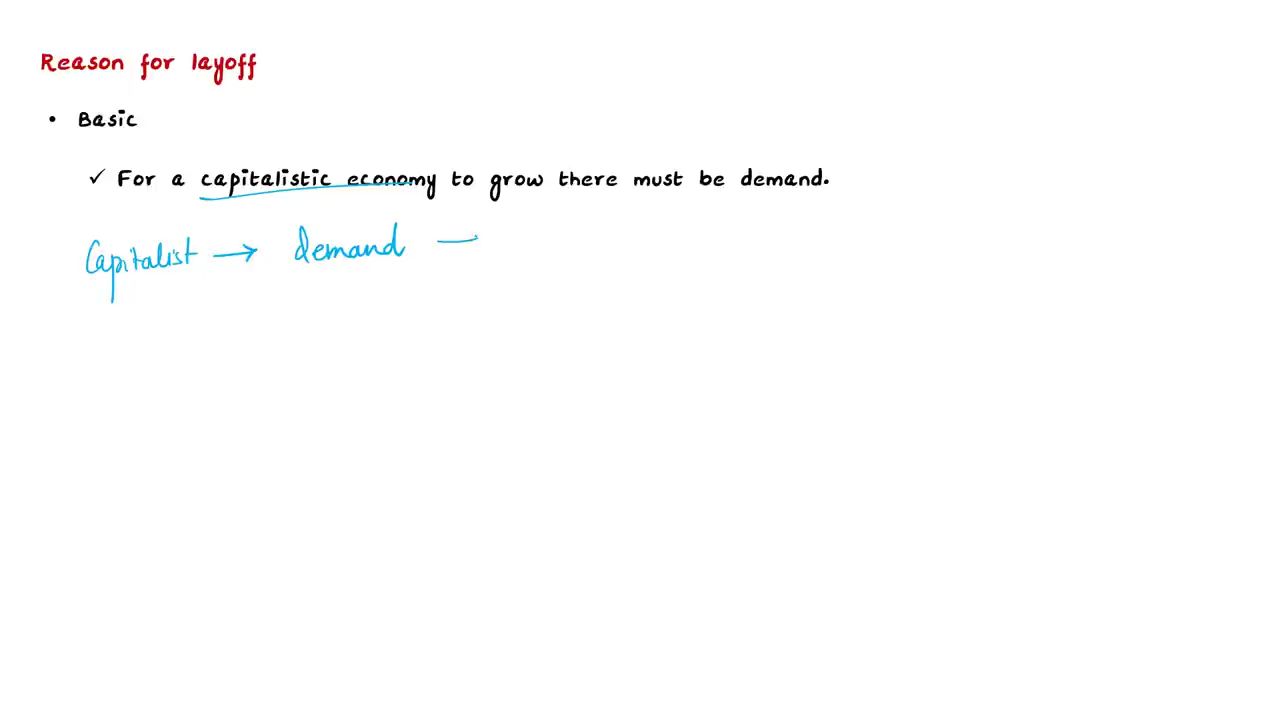 Reason for layoff
• Basic
✓ For a capitalistic economy to grow there must be demand.
Capitalist → demand —